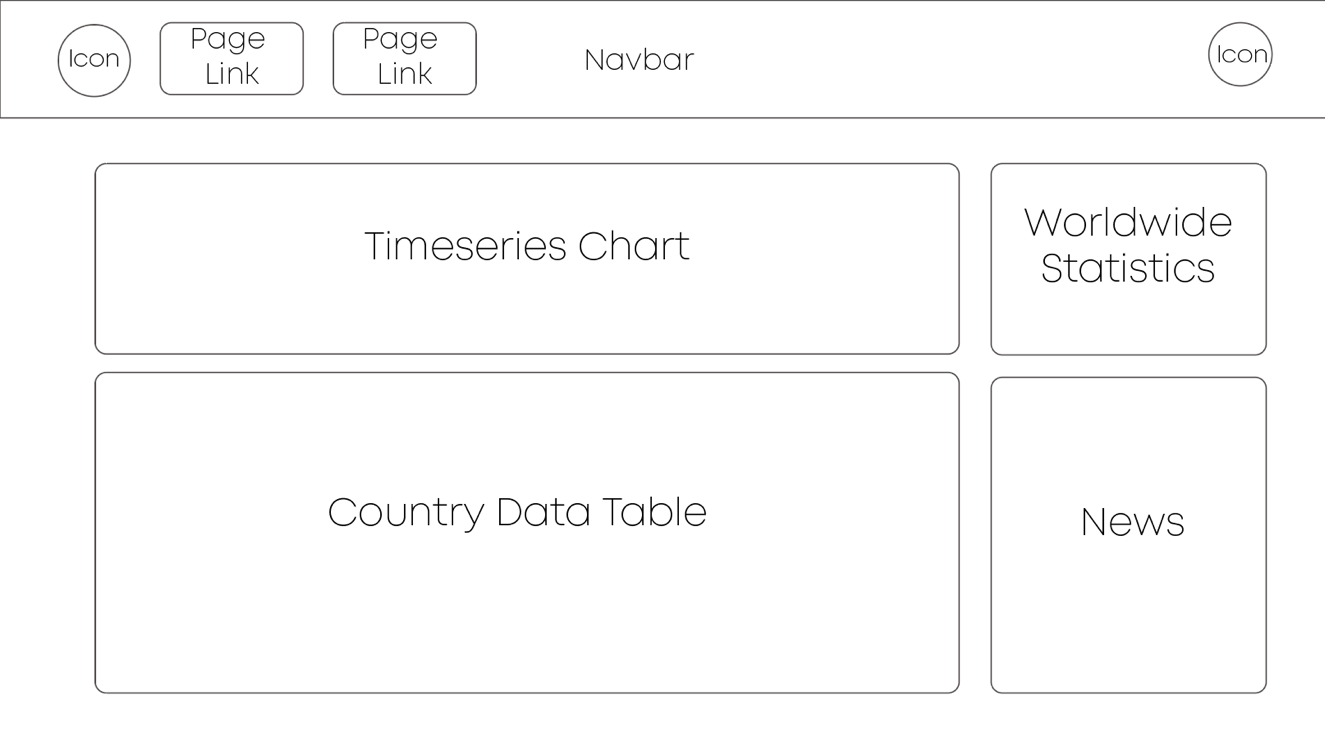 Icon
Page
Link
Page
Link
Navbar
Icon
Timeseries Chart
Worldwide
Statistics
Country Data Table
News